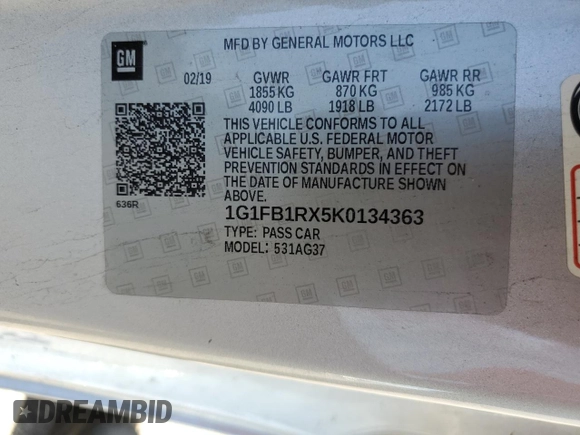 GM
MFD BY GENERAL MOTORS LLC
02/19 GVWR GAWR FRT GAWR RR
1855 KG 870 KG 985 KG
4090 LB 1918 LB 2172 LB
THIS VEHICLE CONFORMS TO ALL
APPLICABLE U.S. FEDERAL MOTOR
VEHICLE SAFETY, BUMPER, AND THEFT
PREVENTION STANDARDS IN EFFECT ON
THE DATE OF MANUFACTURE SHOWN
ABOVE.
636R
1G1FB1RX5K0134363
TYPE: PASS CAR
MODEL: 531AG37
DREAMBID